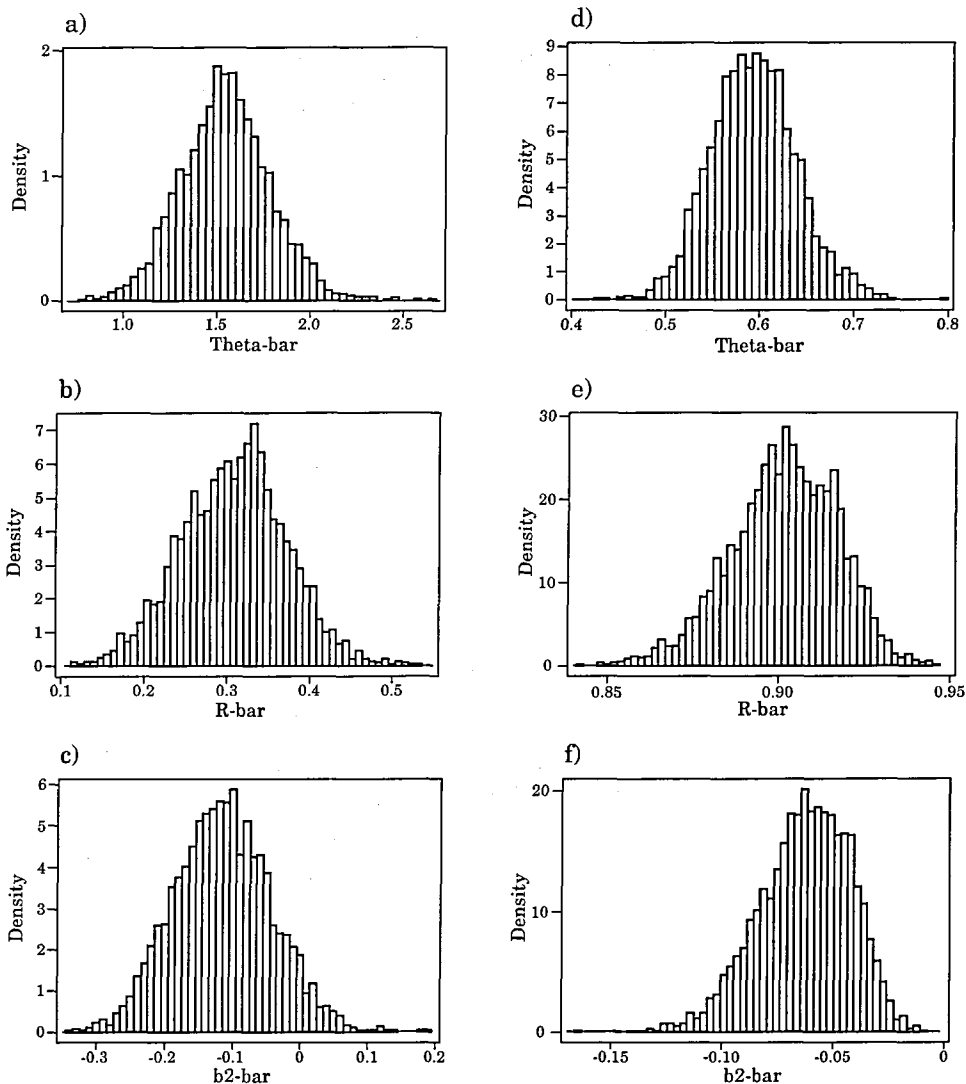 a)
2
1
0
Density
1.0 1.5 2.0 2.5
Theta-bar
b)
7
6
5
4
3
2
1
0
Density
0.1 0.2 0.3 0.4 0.5
R-bar
c)
6
5
4
3
2
1
0
Density
-0.3 -0.2 -0.1 0 0.1 0.2
b2-bar
d)
9
8
7
6
5
4
3
2
1
0
Density
0.4 0.5 0.6 0.7 0.8
Theta-bar
e)
30
20
10
0
Density
0.85 0.90 0.95
R-bar
f)
20
10
0
Density
-0.15 -0.10 -0.05 0
b2-bar